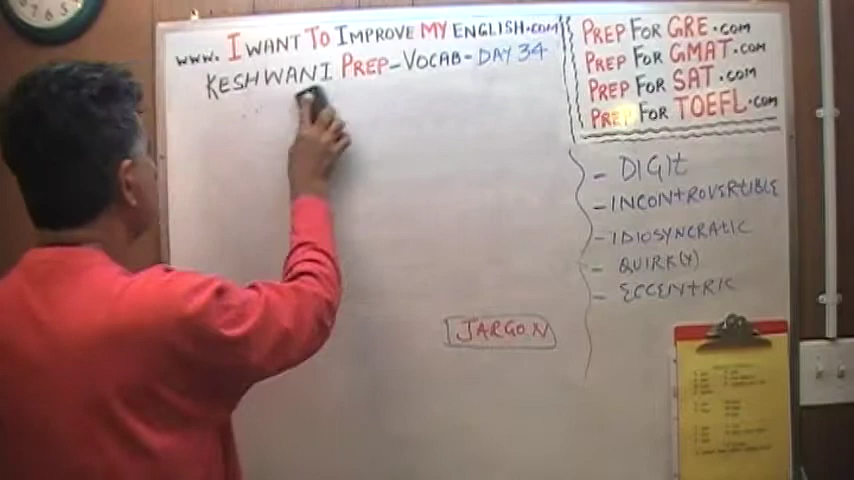 www. I WANT TO IMPROVE MY ENGLISH.COM
KESHWANI PREP-VOCAB-DAY 34
PREP FOR GRE.COM
PREP FOR GMAT.COM
PREP FOR SAT.COM
PREP FOR TOEFL.COM
- DIGIT
- INCONTROVERTIBLE
- IDIOSYNCRATIC
- QUIRK(Y)
- ECCENTRIC
JARGON